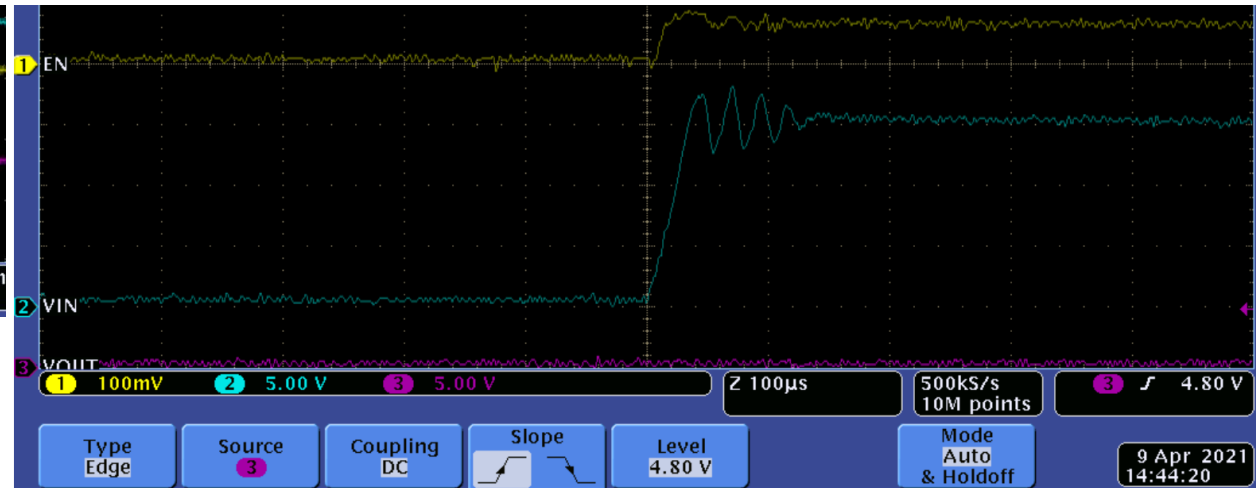 1 EN
2 VIN
3 VOUT
1 100mV 2 5.00 V 3 5.00 V
Z 100µs
500kS/s
10M points
3 4.80 V
Type
Edge
Source
3
Coupling
DC
Slope
Level
4.80 V
Mode
Auto
& Holdoff
9 Apr 2021
14:44:20